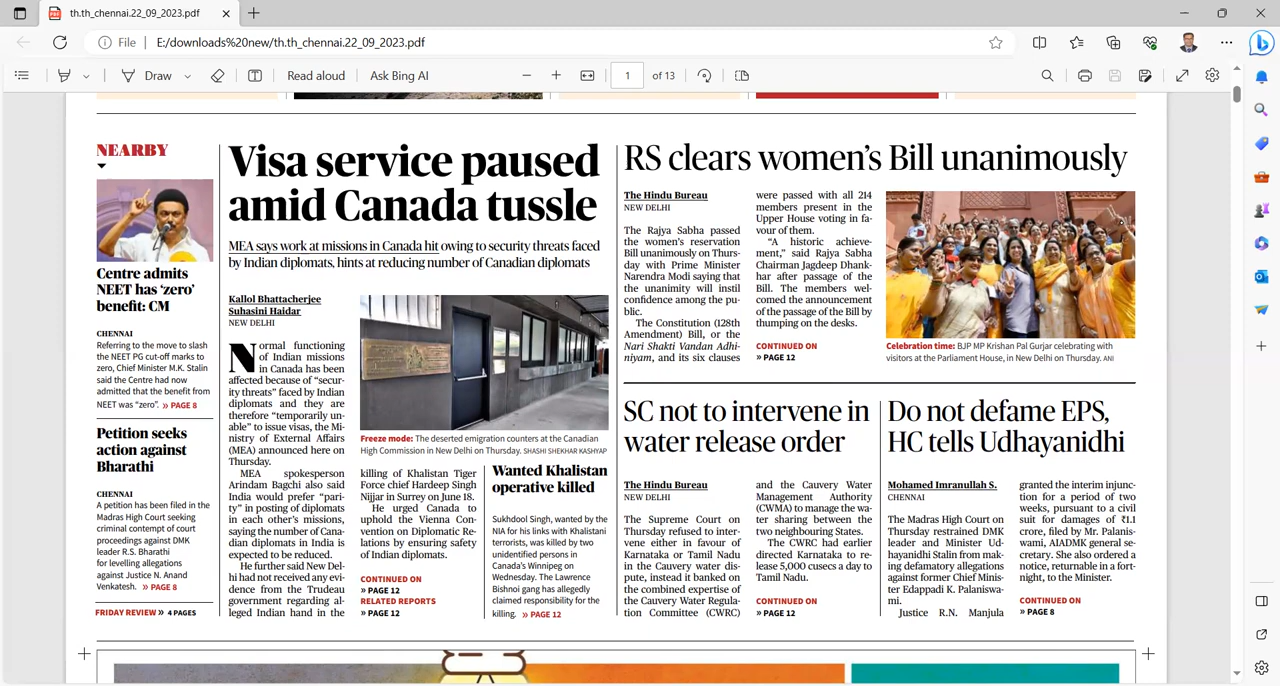 th.th_chennai.22_09_2023.pdf
File
E:/downloads%20new/th.th_chennai.22_09_2023.pdf
Draw
Read aloud
Ask Bing AI
1
of 13
NEARBY
Centre admits
NEET has ‘zero’
benefit: CM
CHENNAI
Referring to the move to slash
the NEET PG cut-off marks to
zero, Chief Minister M.K. Stalin
said the Centre had now
admitted that the benefit from
NEET was “zero”. » PAGE 8
Petition seeks
action against
Bharathi
CHENNAI
A petition has been filed in the
Madras High Court seeking
criminal contempt of court
proceedings against DMK
leader R.S. Bharathi
for levelling allegations
against Justice N. Anand
Venkatesh. » PAGE 8
FRIDAY REVIEW » 4 PAGES
Visa service paused
amid Canada tussle
MEA says work at missions in Canada hit owing to security threats faced
by Indian diplomats, hints at reducing number of Canadian diplomats
Kallol Bhattacherjee
Suhasini Haidar
NEW DELHI
Normal functioning
of Indian missions
in Canada has been
affected because of “secur-
ity threats” faced by Indian
diplomats and they are
therefore “temporarily un-
able” to issue visas, the Mi-
nistry of External Affairs
(MEA) announced here on
Thursday.
MEA spokesperson
Arindam Bagchi also said
India would prefer “pari-
ty” in posting of diplomats
in each other’s missions,
saying the number of Cana-
dian diplomats in India is
expected to be reduced.
He further said New Del-
hi had not received any evi-
dence from the Trudeau
government regarding al-
leged Indian hand in the
Freeze mode: The deserted emigration counters at the Canadian
High Commission in New Delhi on Thursday. SHASHI SHEKHAR KASHYAP
killing of Khalistan Tiger
Force chief Hardeep Singh
Nijjar in Surrey on June 18.
He urged Canada to
uphold the Vienna Con-
vention on Diplomatic Re-
lations by ensuring safety
of Indian diplomats.
CONTINUED ON
» PAGE 12
RELATED REPORTS
» PAGE 12
Wanted Khalistan
operative killed
Sukhdool Singh, wanted by the
NIA for his links with Khalistani
terrorists, was killed by two
unidentified persons in
Canada’s Winnipeg on
Wednesday. The Lawrence
Bishnoi gang has allegedly
claimed responsibility for the
killing. » PAGE 12
RS clears women’s Bill unanimously
The Hindu Bureau
NEW DELHI
The Rajya Sabha passed
the women’s reservation
Bill unanimously on Thurs-
day with Prime Minister
Narendra Modi saying that
the unanimity will instil
confidence among the pu-
blic.
The Constitution (128th
Amendment) Bill, or the
Nari Shakti Vandan Adhi-
niyam, and its six clauses
were passed with all 214
members present in the
Upper House voting in fa-
vour of them.
“A historic achieve-
ment,” said Rajya Sabha
Chairman Jagdeep Dhank-
har after passage of the
Bill. The members wel-
comed the announcement
of the passage of the Bill by
thumping on the desks.
CONTINUED ON
» PAGE 12
Celebration time: BJP MP Krishan Pal Gurjar celebrating with
visitors at the Parliament House, in New Delhi on Thursday. ANI
SC not to intervene in
water release order
The Hindu Bureau
NEW DELHI
The Supreme Court on
Thursday refused to inter-
vene either in favour of
Karnataka or Tamil Nadu
in the Cauvery water dis-
pute, instead it banked on
the combined expertise of
the Cauvery Water Regula-
tion Committee (CWRC)
and the Cauvery Water
Management Authority
(CWMA) to manage the wa-
ter sharing between the
two neighbouring States.
The CWRC had earlier
directed Karnataka to re-
lease 5,000 cusecs a day to
Tamil Nadu.
CONTINUED ON
» PAGE 12
Do not defame EPS,
HC tells Udhayanidhi
Mohamed Imranullah S.
CHENNAI
The Madras High Court on
Thursday restrained DMK
leader and Minister Ud-
hayanidhi Stalin from mak-
ing defamatory allegations
against former Chief Minis-
ter Edappadi K. Palaniswa-
mi.
Justice R.N. Manjula
granted the interim injunc-
tion for a period of two
weeks, pursuant to a civil
suit for damages of ₹1.1
crore, filed by Mr. Palanis-
wami, AIADMK general se-
cretary. She also ordered a
notice, returnable in a fort-
night, to the Minister.
CONTINUED ON
» PAGE 8